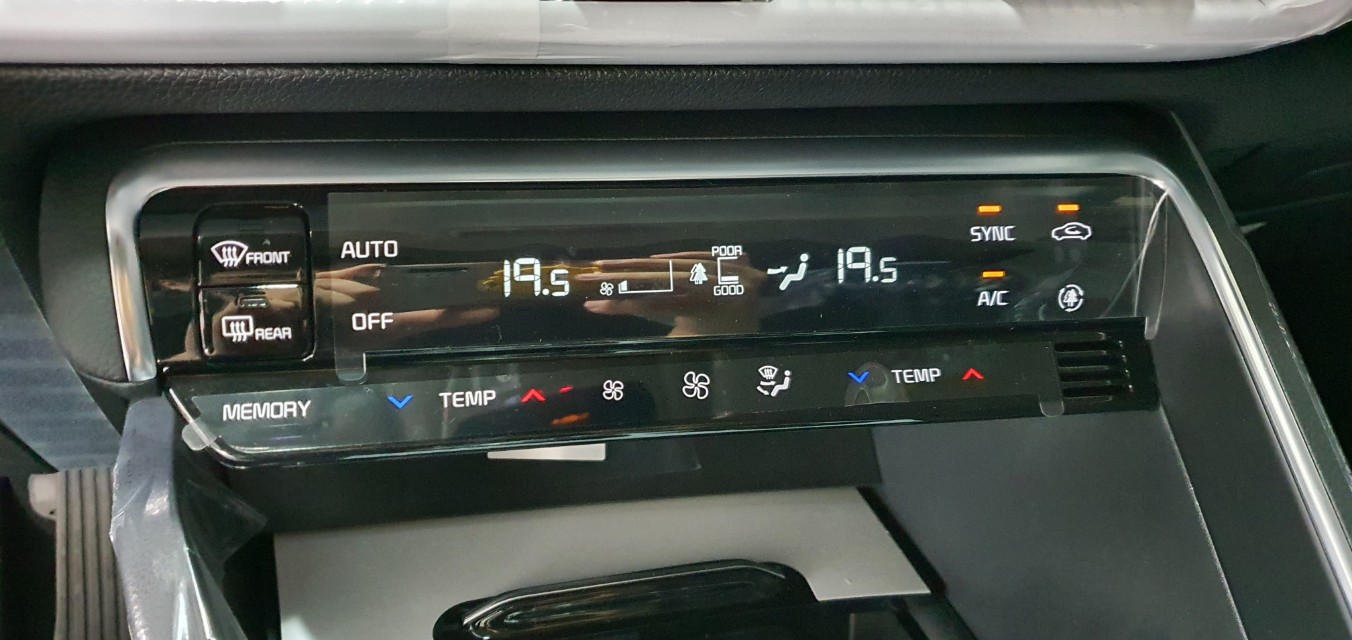 FRONT
REAR
AUTO
OFF
19.5
POOR
GOOD
19.5
SYNC
A/C
MEMORY
TEMP
TEMP